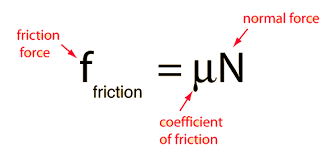 normal force
friction
force
f friction = μN
coefficient
of friction